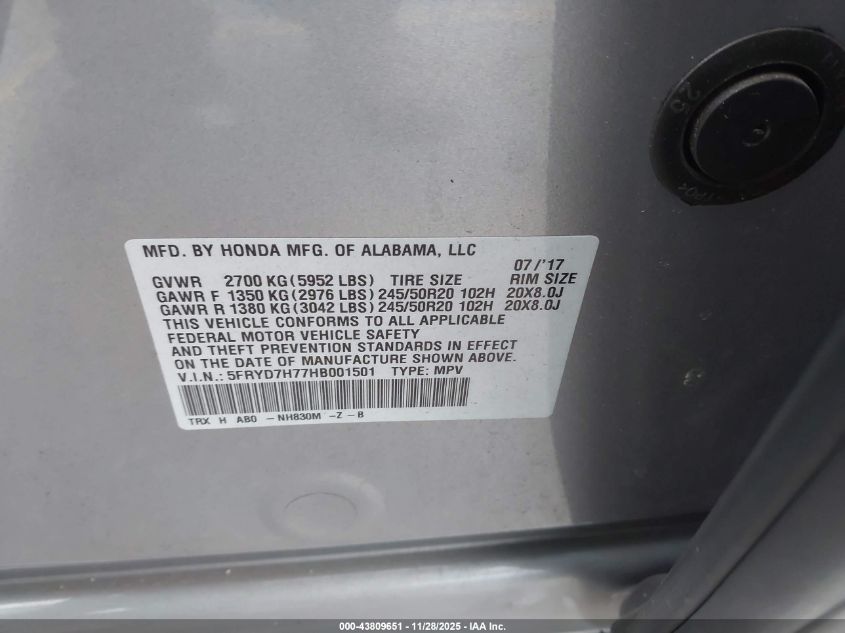 25
MFD. BY HONDA MFG. OF ALABAMA, LLC
07/'17
GVWR 2700 KG(5952 LBS) TIRE SIZE RIM SIZE
GAWR F 1350 KG(2976 LBS)245/50R20 102H 20X8.0J
GAWR R 1380 KG(3042 LBS)245/50R20 102H 20X8.0J
THIS VEHICLE CONFORMS TO ALL APPLICABLE
FEDERAL MOTOR VEHICLE SAFETY
AND THEFT PREVENTION STANDARDS IN EFFECT
ON THE DATE OF MANUFACTURE SHOWN ABOVE.
V.I.N.: 5FRYD7H77HB001501 TYPE: MPV
TRX H AB0 -NH830M -Z -B
000-43809651 - 11/28/2025 - IAA Inc.